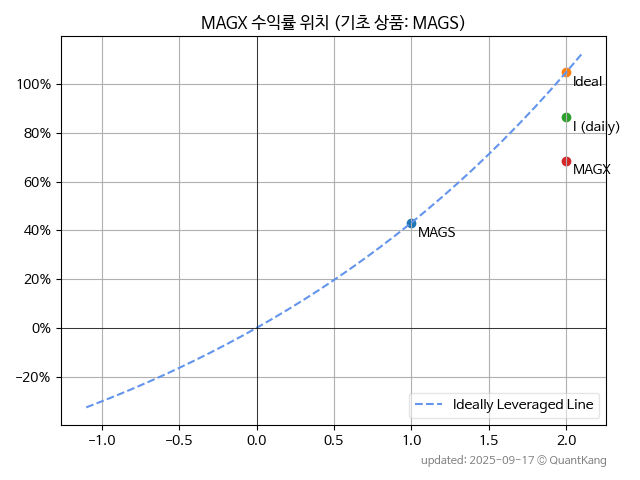 MAGX 수익률 위치 (기초 상품: MAGS)
100%
80%
60%
40%
20%
0%
−20%
Ideal
I (daily)
MAGX
MAGS
Ideally Leveraged Line
−1.0 −0.5 0.0 0.5 1.0 1.5 2.0
updated: 2025-09-17 © QuantKang